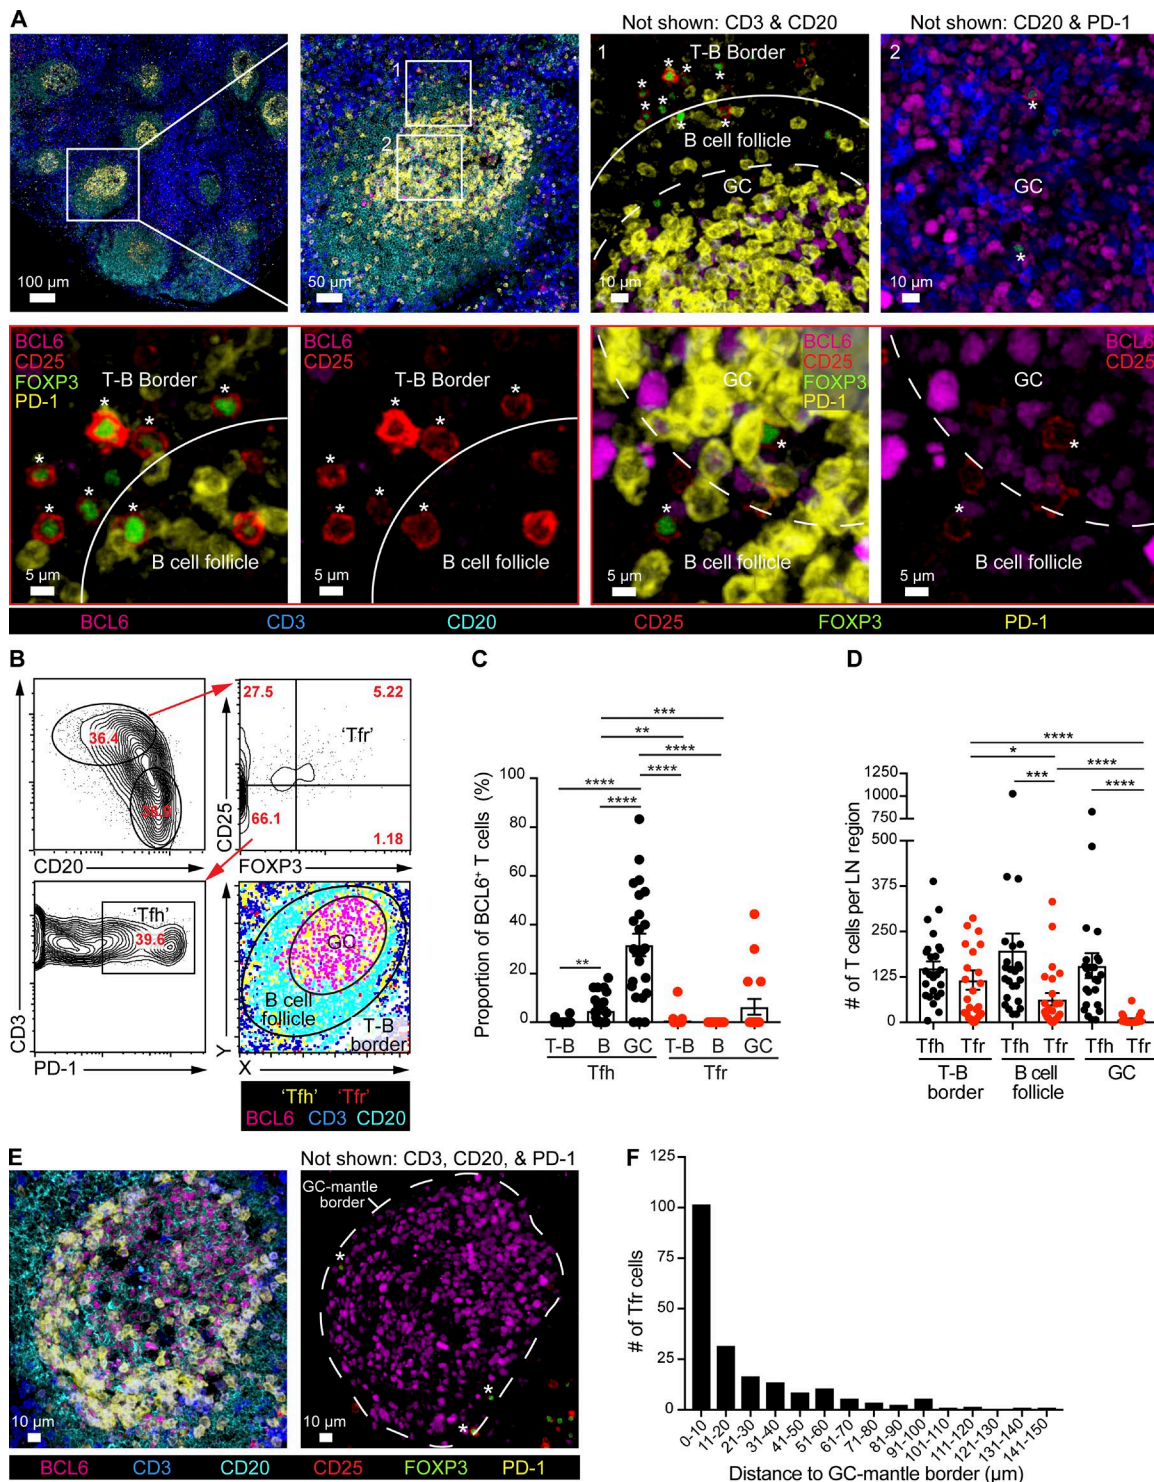 A
Not shown: CD3 & CD20
Not shown: CD20 & PD-1
1
2
100 µm
50 µm
1
T-B Border
B cell follicle
GC
10 µm
2
GC
10 µm
BCL6
CD25
FOXP3
PD-1
T-B Border
B cell follicle
5 µm
BCL6
CD25
T-B Border
B cell follicle
5 µm
BCL6
CD25
FOXP3
PD-1
GC
B cell follicle
5 µm
BCL6
CD25
GC
B cell follicle
5 µm
BCL6 CD3 CD20 CD25 FOXP3 PD-1
B
36.4
CD20
27.5 5.22
'Tfr'
66.1 1.18
CD25
FOXP3
'Tfh'
39.6
CD3
PD-1
GC
B cell
follicle
T-B
border
Y
X
'Tfh' 'Tfr'
BCL6 CD3 CD20
C
Proportion of BCL6+ T cells (%)
100
80
60
40
20
0
***
**
**** ****
**** ****
**
T-B B GC T-B B GC
Tfh Tfr
D
# of T cells per LN region
1250
1000
750
500
500
375
250
125
0
****
* ****
*** ****
Tfh Tfr Tfh Tfr Tfh Tfr
T-B
border
B cell
follicle
GC
E
Not shown: CD3, CD20, & PD-1
GC-mantle
border
10 µm
10 µm
BCL6 CD3 CD20 CD25 FOXP3 PD-1
F
# of Tfr cells
125
100
75
50
25
0
0-10 11-20 21-30 31-40 41-50 51-60 61-70 71-80 81-90 91-100 101-110 111-120 121-130 131-140 141-150
Distance to GC-mantle border (µm)